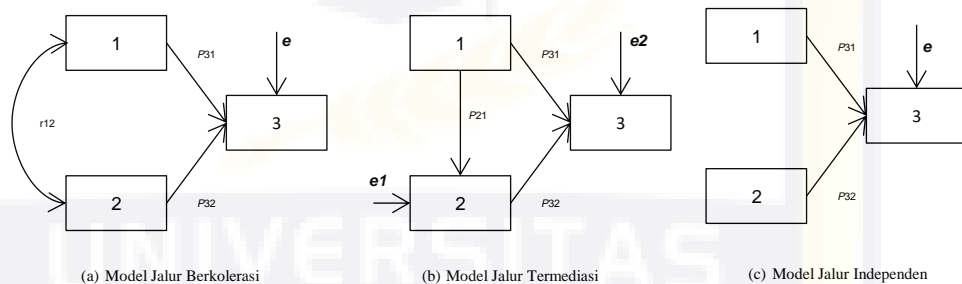 1
P31
e
r12
3
2
P32
(a) Model Jalur Berkolerasi
1
P31
e2
P21
3
e1
2
P32
(b) Model Jalur Termediasi
1
P31
e
3
2
P32
(c) Model Jalur Independen
UNIVERSITAS